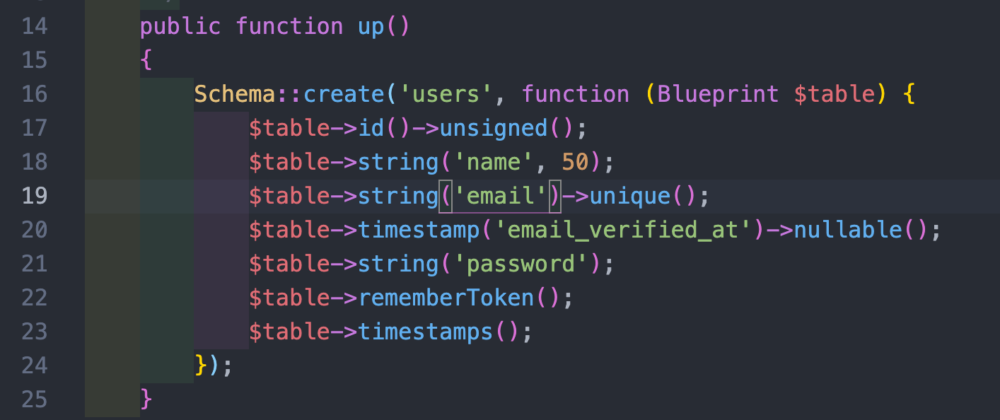 14 public function up()
15 {
16 Schema::create('users', function (Blueprint $table) {
17 $table->id()->unsigned();
18 $table->string('name', 50);
19 $table->string('email')->unique();
20 $table->timestamp('email_verified_at')->nullable();
21 $table->string('password');
22 $table->rememberToken();
23 $table->timestamps();
24 });
25 }